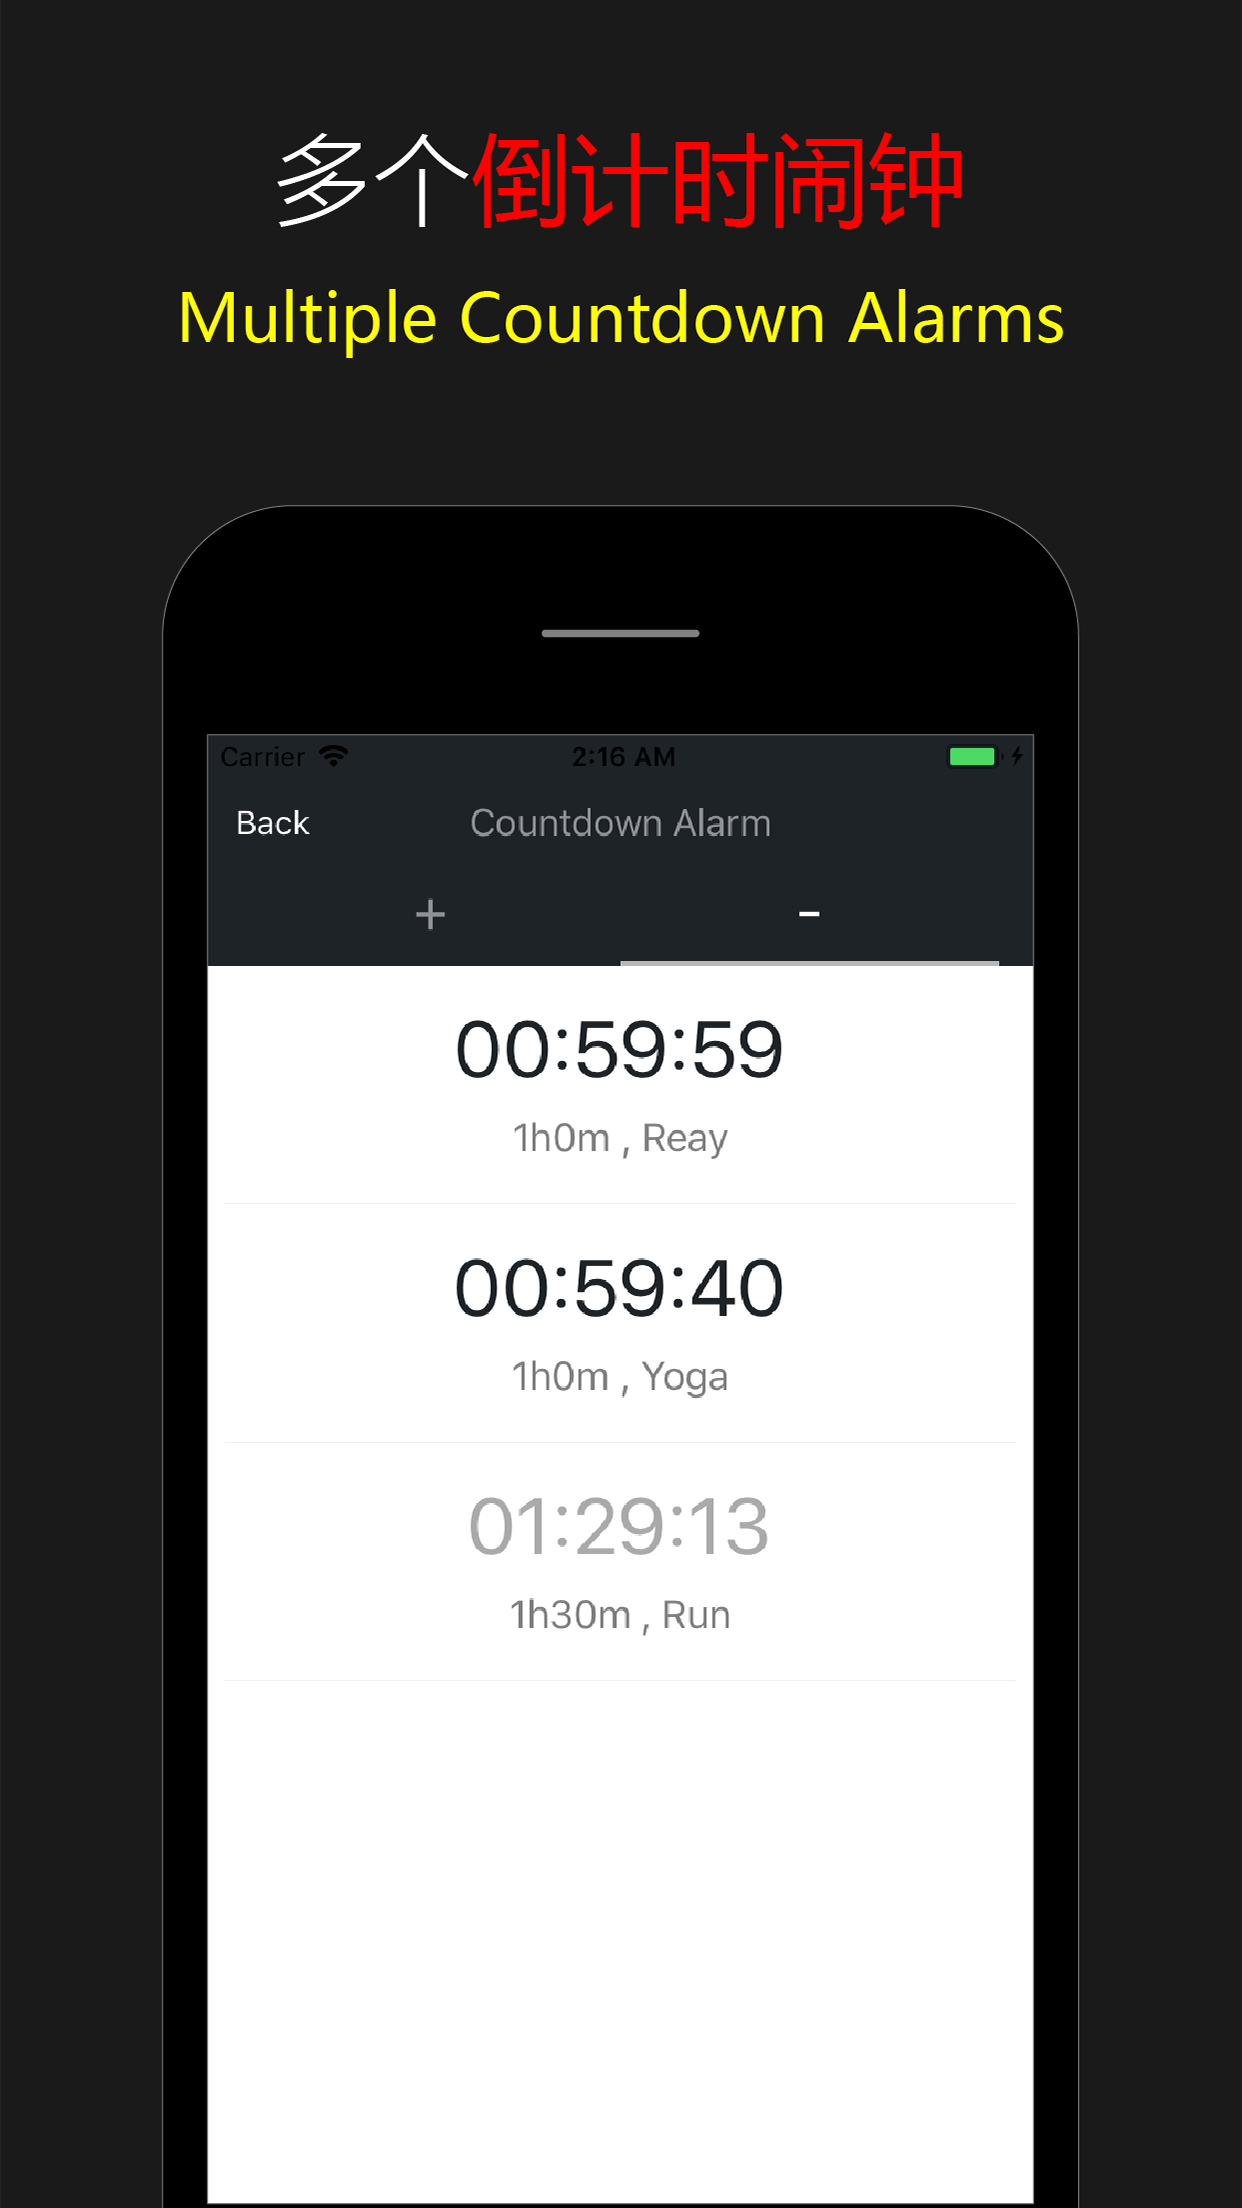 多个倒计时闹钟
Multiple Countdown Alarms
Carrier 2:16 AM
Back Countdown Alarm
+ -
00:59:59
1h0m , Reay
00:59:40
1h0m , Yoga
01:29:13
1h30m , Run